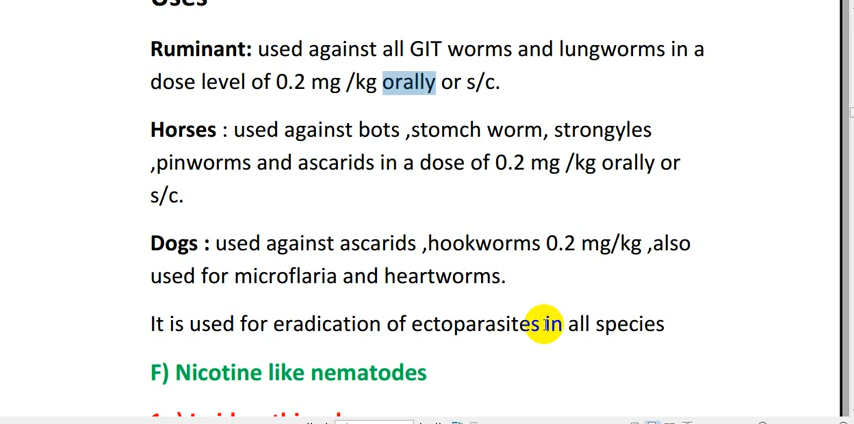 Ruminant: used against all GIT worms and lungworms in a
dose level of 0.2 mg /kg orally or s/c.
Horses : used against bots ,stomch worm, strongyles
,pinworms and ascarids in a dose of 0.2 mg /kg orally or
s/c.
Dogs : used against ascarids ,hookworms 0.2 mg/kg ,also
used for microflaria and heartworms.
It is used for eradication of ectoparasites in all species
F) Nicotine like nematodes